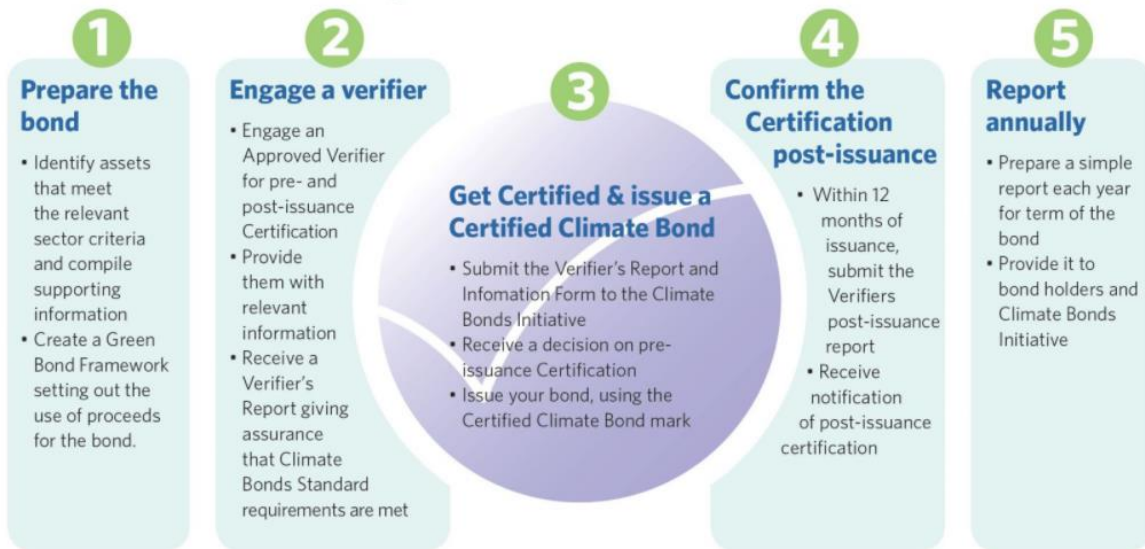 1
Prepare the
bond
• Identify assets
that meet
the relevant
sector criteria
and compile
supporting
information
• Create a Green
Bond Framework
setting out the
use of proceeds
for the bond.
2
Engage a verifier
• Engage an
Approved Verifier
for pre- and
post-issuance
Certification
• Provide
them with
relevant
information
• Receive a
Verifier's
Report giving
assurance
that Climate
Bonds Standard
requirements are met
3
Get Certified & issue a
Certified Climate Bond
• Submit the Verifier's Report and
Infomation Form to the Climate
Bonds Initiative
• Receive a decision on pre-
issuance Certification
• Issue your bond, using the
Certified Climate Bond mark
4
Confirm the
Certification
post-issuance
• Within 12
months of
issuance,
submit the
Verifiers
post-issuance
report
• Receive
notification
of post-issuance
certification
5
Report
annually
• Prepare a simple
report each year
for term of the
bond
• Provide it to
bond holders and
Climate Bonds
Initiative